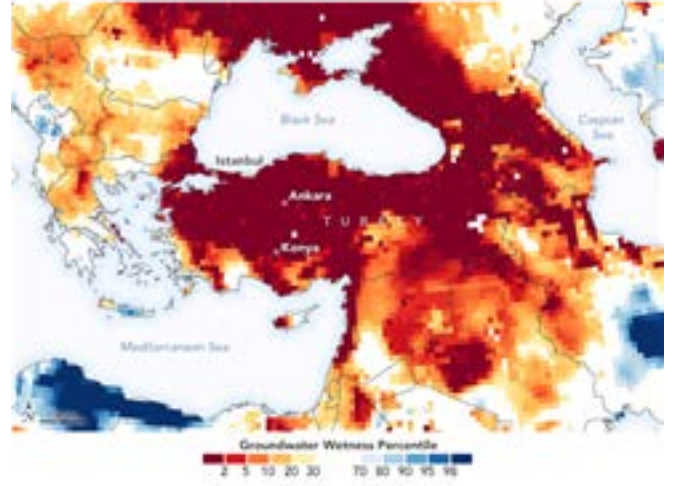 Black Sea
Caspian
Sea
Istanbul
Ankara
TURKEY
Konya
Mediterranean Sea
Groundwater Wetness Percentile
2 5 10 20 30 70 80 90 95 98